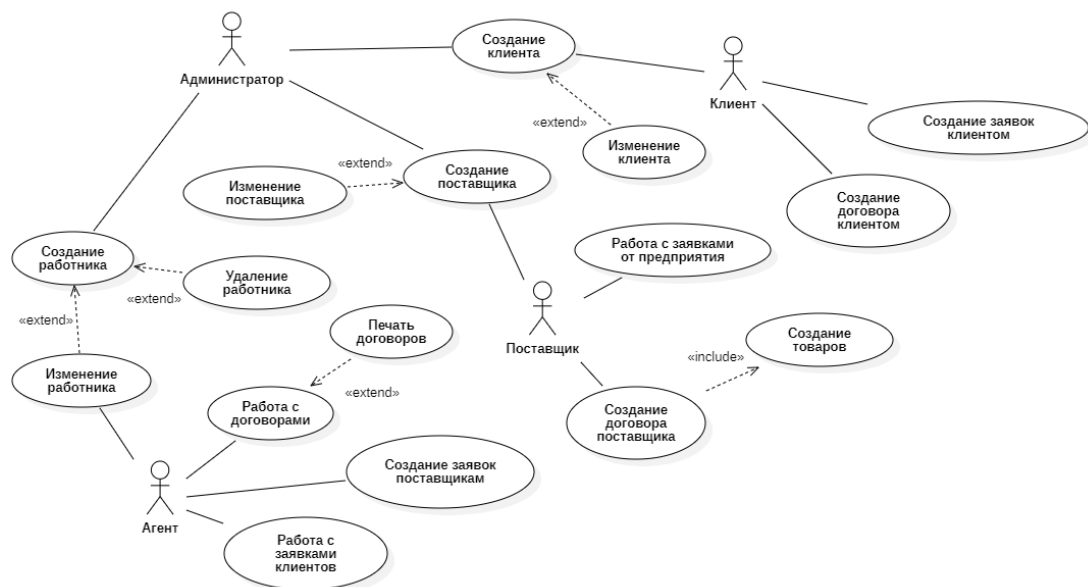 Создание
клиента
Администратор
Клиент
«extend»
Создание заявок
клиентом
Изменение
клиента
«extend»
Создание
поставщика
Изменение
поставщика
Создание
договора
клиентом
Создание
работника
Работа с заявками
от предприятия
Удаление
работника
«extend»
«extend»
Печать
договоров
Поставщик
Создание
товаров
«include»
Изменение
работника
«extend»
Работа с
договорами
Создание
договора
поставщика
Создание заявок
поставщикам
Агент
Работа с
заявками
клиентов